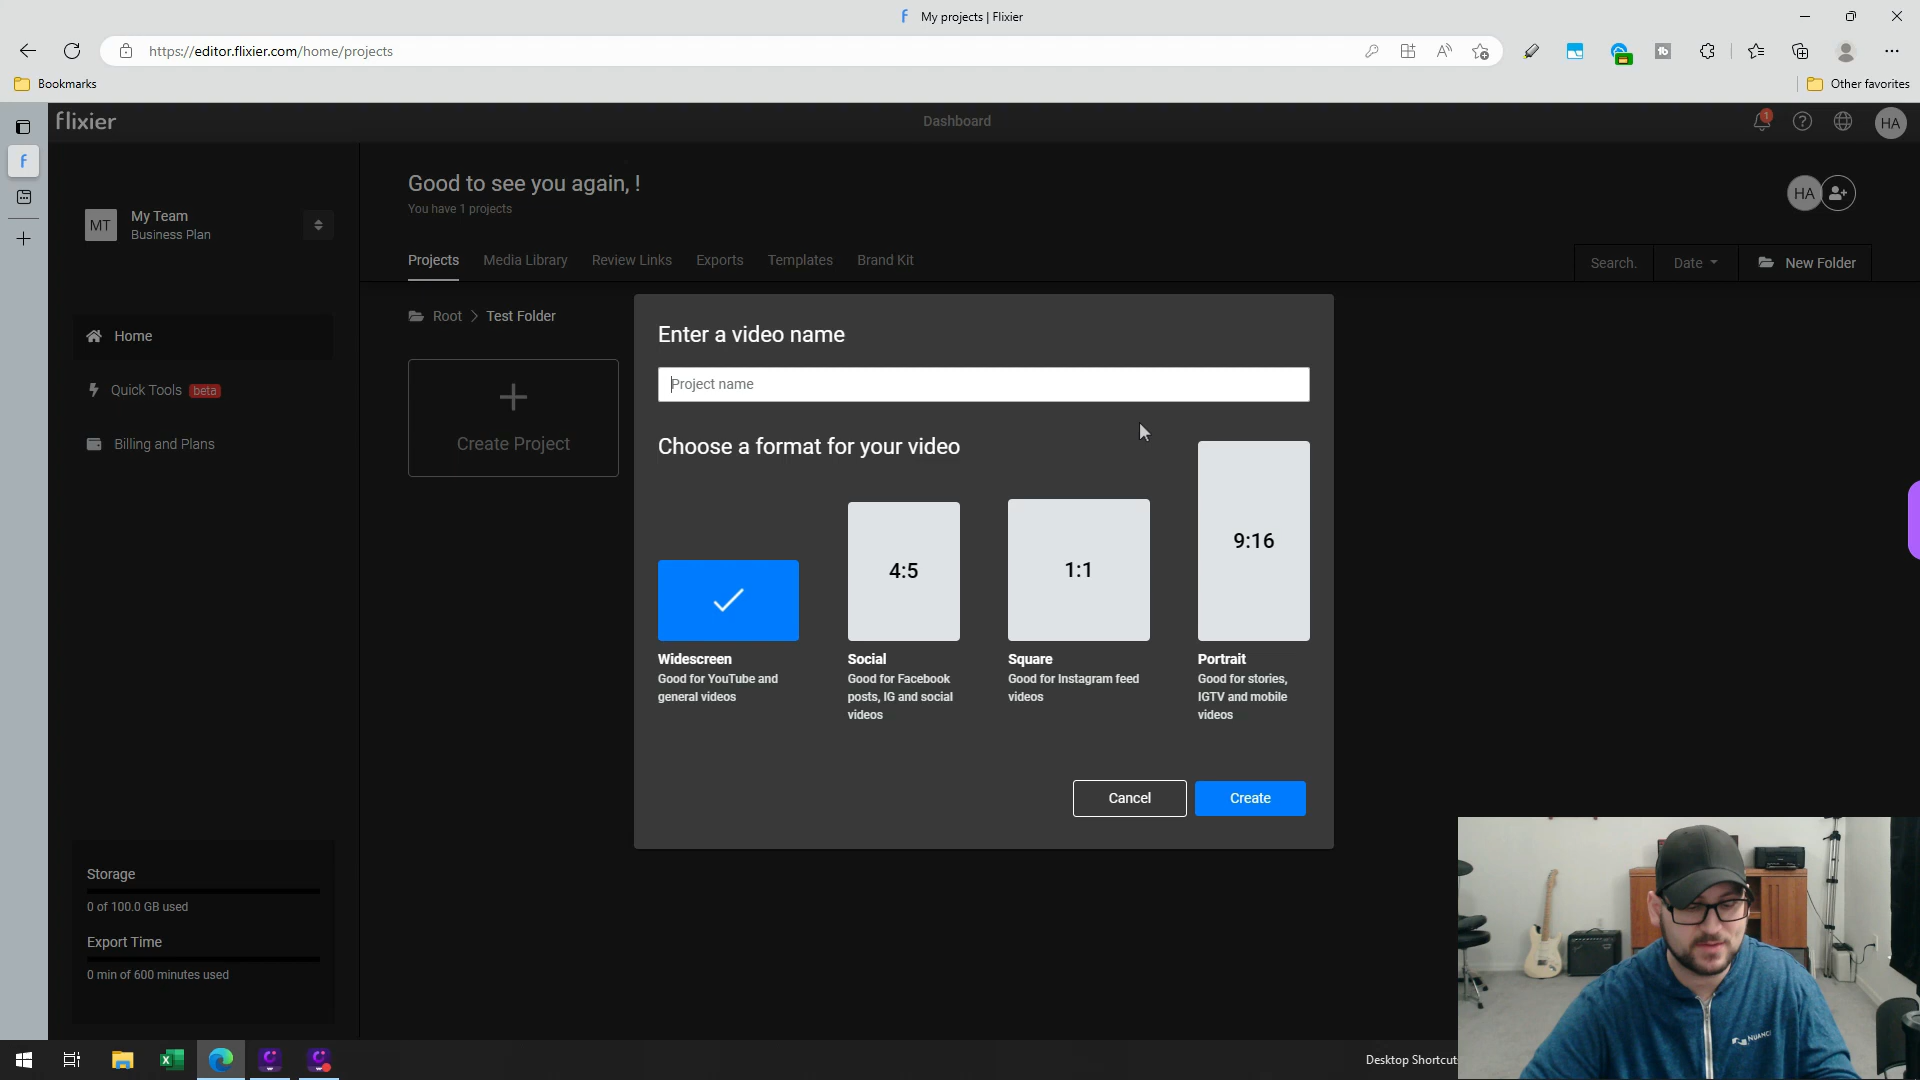 My projects | Flixier
https://editor.flixier.com/home/projects
Bookmarks
Other favorites
flixier
Dashboard
1
HA
Good to see you again, !
You have 1 projects
HA
MT
My Team
Business Plan
Projects
Media Library
Review Links
Exports
Templates
Brand Kit
Search.
Date
New Folder
Root > Test Folder
Home
Quick Tools beta
Billing and Plans
Create Project
Enter a video name
Project name
Choose a format for your video
4:5
1:1
9:16
Widescreen
Good for YouTube and
general videos
Social
Good for Facebook
posts, IG and social
videos
Square
Good for Instagram feed
videos
Portrait
Good for stories,
IGTV and mobile
videos
Cancel
Create
Storage
0 of 100.0 GB used
Export Time
0 min of 600 minutes used
NUANCE